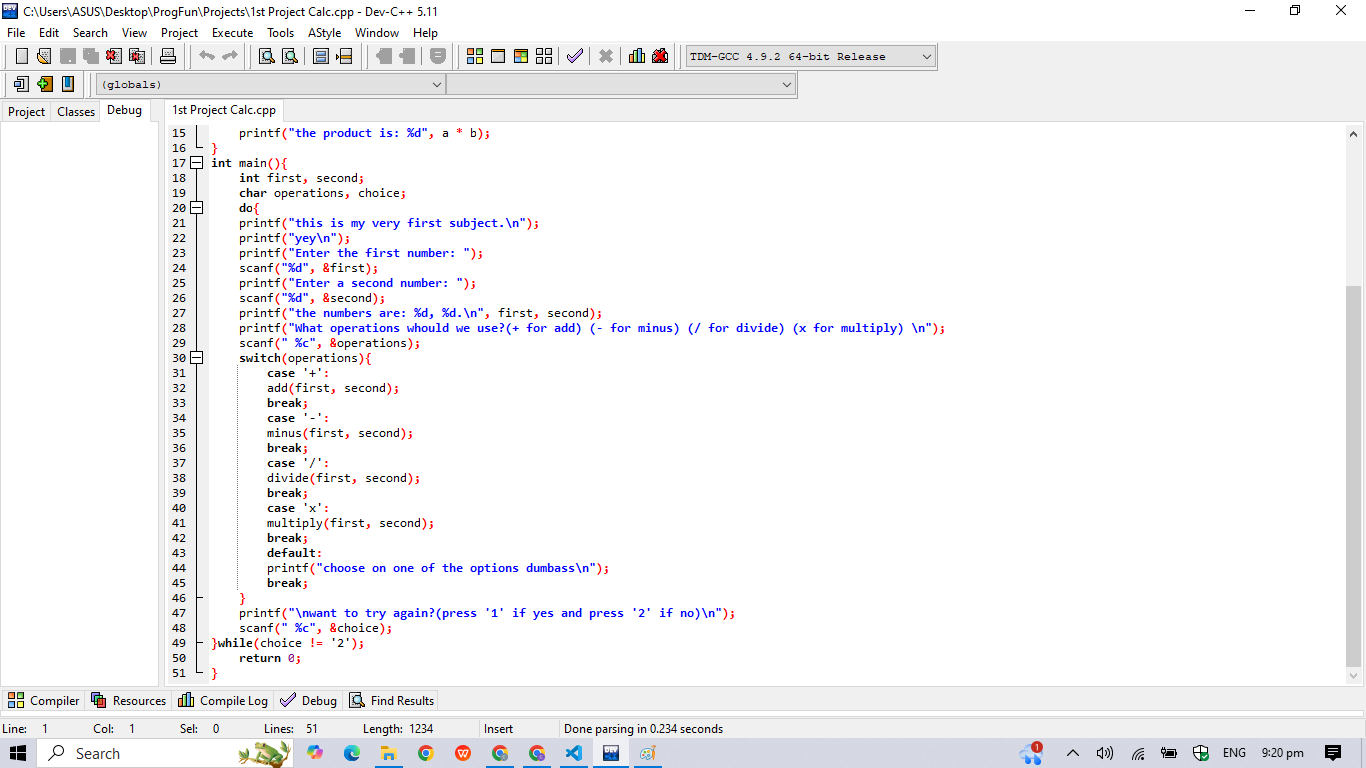 C:\Users\ASUS\Desktop\ProgFun\Projects\1st Project Calc.cpp - Dev-C++ 5.11
File Edit Search View Project Execute Tools AStyle Window Help
TDM-GCC 4.9.2 64-bit Release
(globals)
Project Classes Debug
1st Project Calc.cpp
15 printf("the product is: %d", a * b);
16 }
17 int main(){
18 int first, second;
19 char operations, choice;
20 do{
21 printf("this is my very first subject.\n");
22 printf("yey\n");
23 printf("Enter the first number: ");
24 scanf("%d", &first);
25 printf("Enter a second number: ");
26 scanf("%d", &second);
27 printf("the numbers are: %d, %d.\n", first, second);
28 printf("What operations whould we use?(+ for add) (- for minus) (/ for divide) (x for multiply) \n");
29 scanf(" %c", &operations);
30 switch(operations){
31 case '+':
32 add(first, second);
33 break;
34 case '-':
35 minus(first, second);
36 break;
37 case '/':
38 divide(first, second);
39 break;
40 case 'x':
41 multiply(first, second);
42 break;
43 default:
44 printf("choose on one of the options dumbass\n");
45 break;
46 }
47 printf("\nwant to try again?(press '1' if yes and press '2' if no)\n");
48 scanf(" %c", &choice);
49 }while(choice != '2');
50 return 0;
51 }
Compiler Resources Compile Log Debug Find Results
Line: 1 Col: 1 Sel: 0 Lines: 51 Length: 1234 Insert Done parsing in 0.234 seconds
Search ENG 9:20 pm